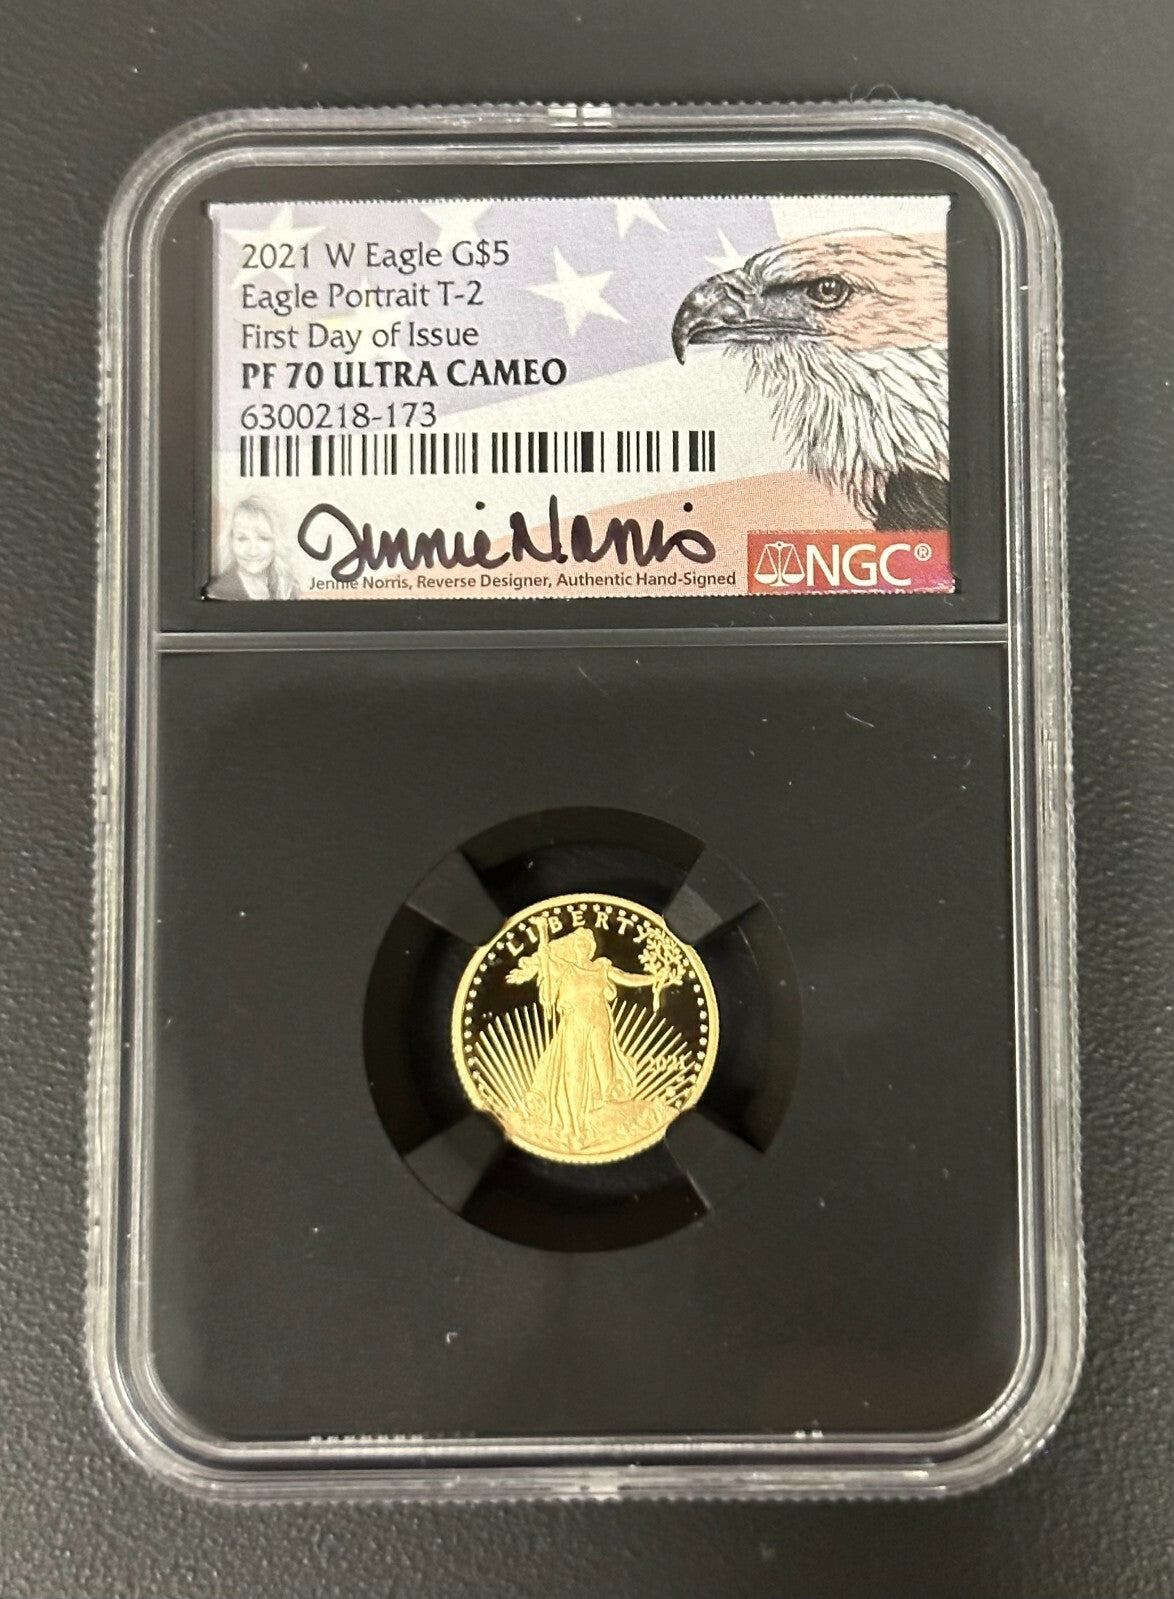 2021 W Eagle G$5
Eagle Portrait T-2
First Day of Issue
PF 70 ULTRA CAMEO
6300218-173
Jennie Norris
Jennie Norris, Reverse Designer, Authentic Hand-Signed
NGC®
LIBERTY
2021